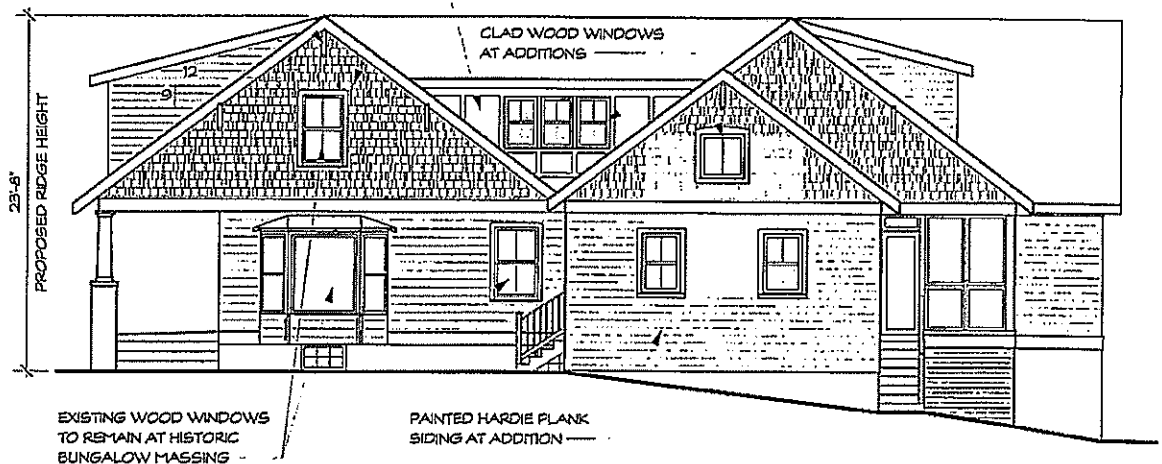 CLAD WOOD WINDOWS
AT ADDITIONS
12
9
23'-8"
PROPOSED RIDGE HEIGHT
EXISTING WOOD WINDOWS
TO REMAIN AT HISTORIC
BUNGALOW MASSING
PAINTED HARDIE PLANK
SIDING AT ADDITION